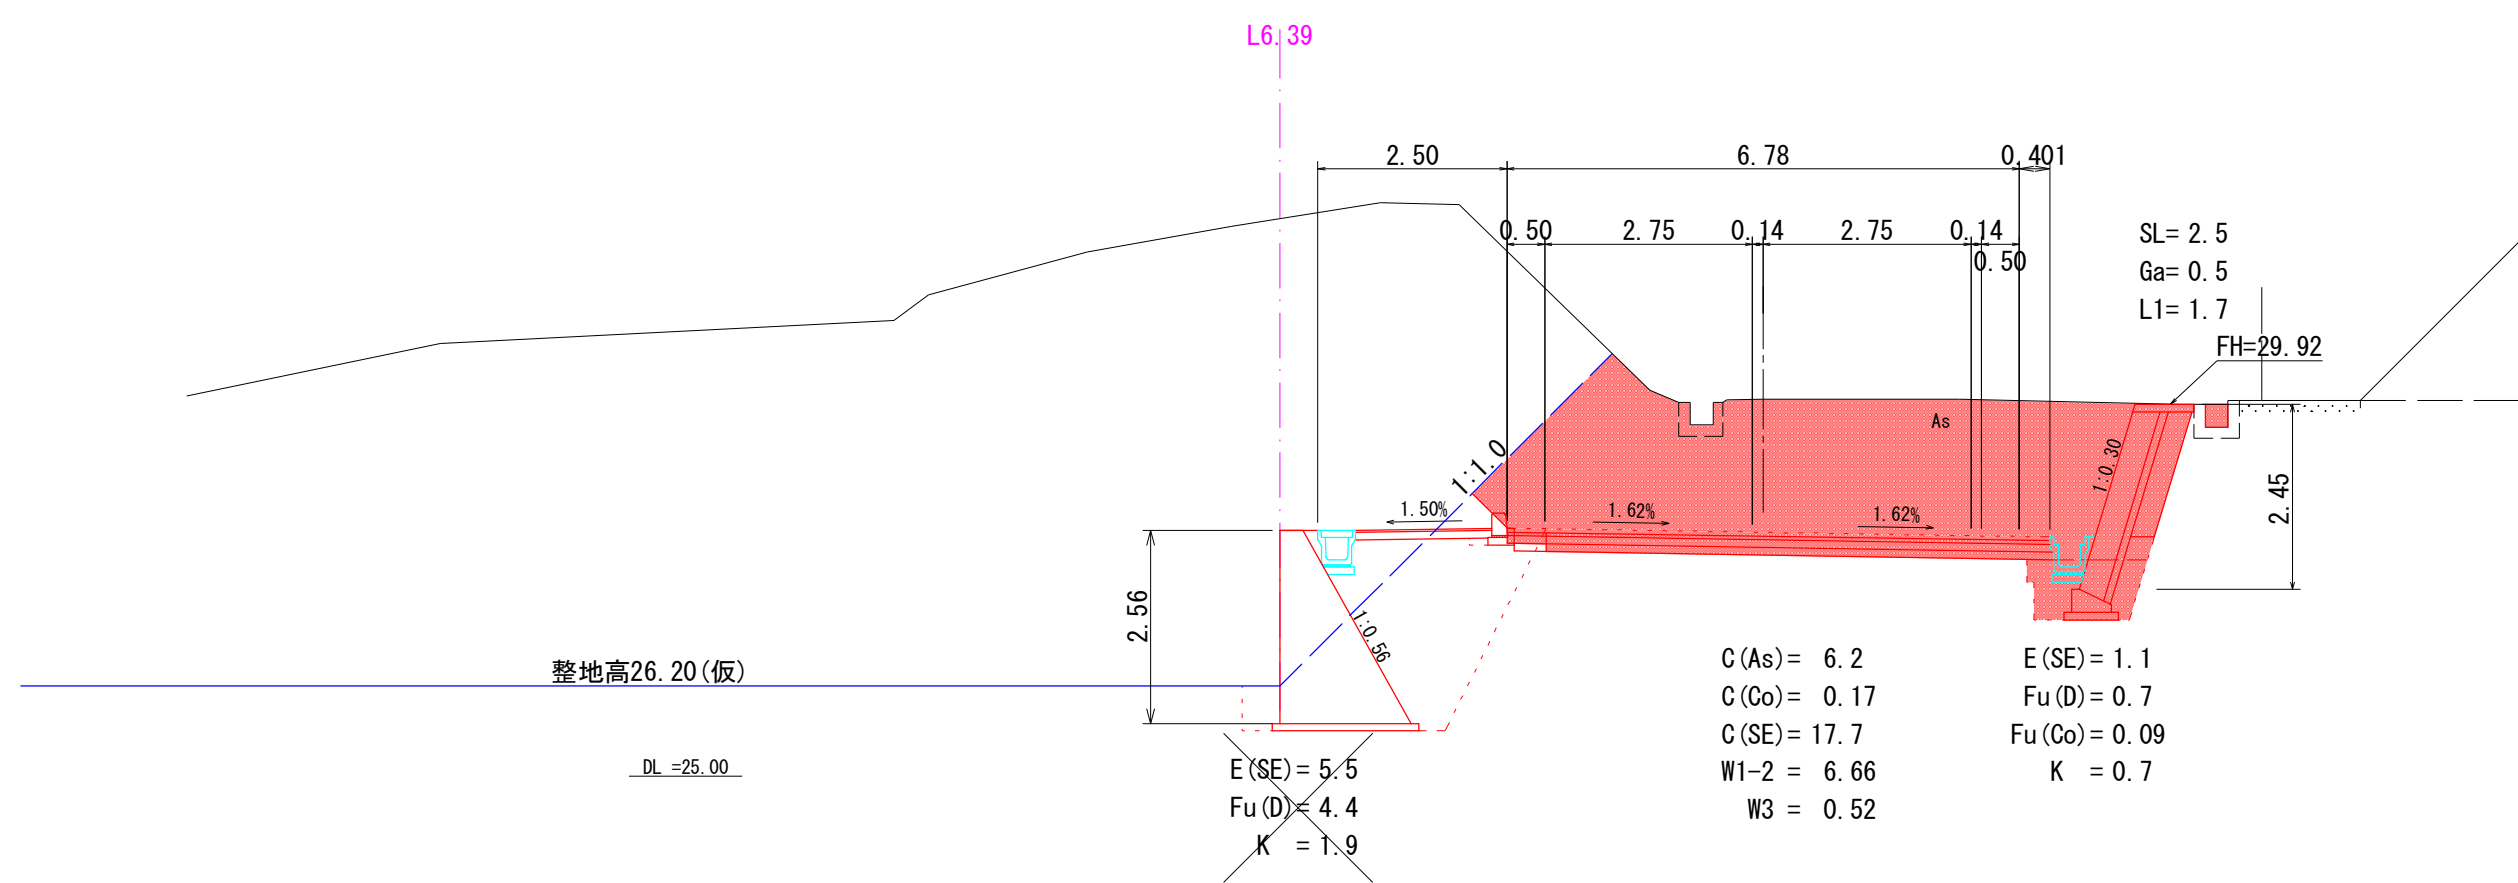 L6.39
2.50
6.78
0.401
0.50
2.75
0.14
2.75
0.14
0.50
SL= 2.5
Ga= 0.5
L1= 1.7
FH=29.92
As
1:1.0
1:0.30
2.45
1.50%
1.62%
1.62%
2.56
1:0.56
整地高26.20(仮)
DL =25.00
E(SE)= 5.5
Fu(D)= 4.4
K = 1.9
C(As)= 6.2
C(Co)= 0.17
C(SE)= 17.7
W1-2 = 6.66
W3 = 0.52
E(SE)= 1.1
Fu(D)= 0.7
Fu(Co)= 0.09
K = 0.7